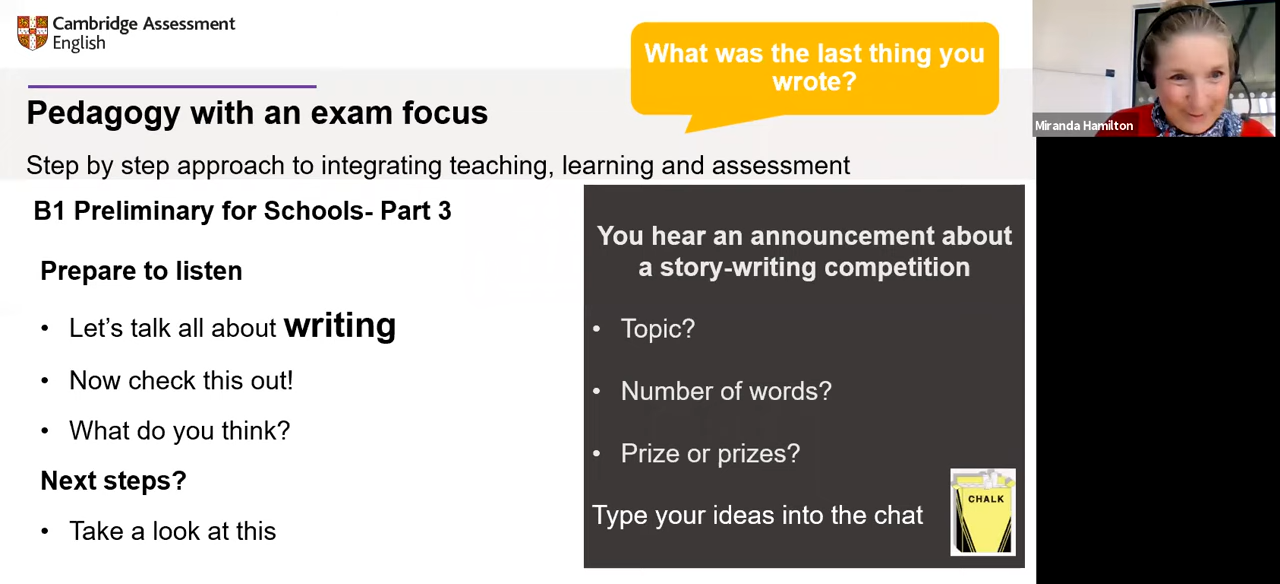 Cambridge Assessment
English
What was the last thing you
wrote?
Miranda Hamilton
Pedagogy with an exam focus
Step by step approach to integrating teaching, learning and assessment
B1 Preliminary for Schools- Part 3
Prepare to listen
• Let's talk all about writing
• Now check this out!
• What do you think?
Next steps?
• Take a look at this
You hear an announcement about
a story-writing competition
• Topic?
• Number of words?
• Prize or prizes?
Type your ideas into the chat
CHALK